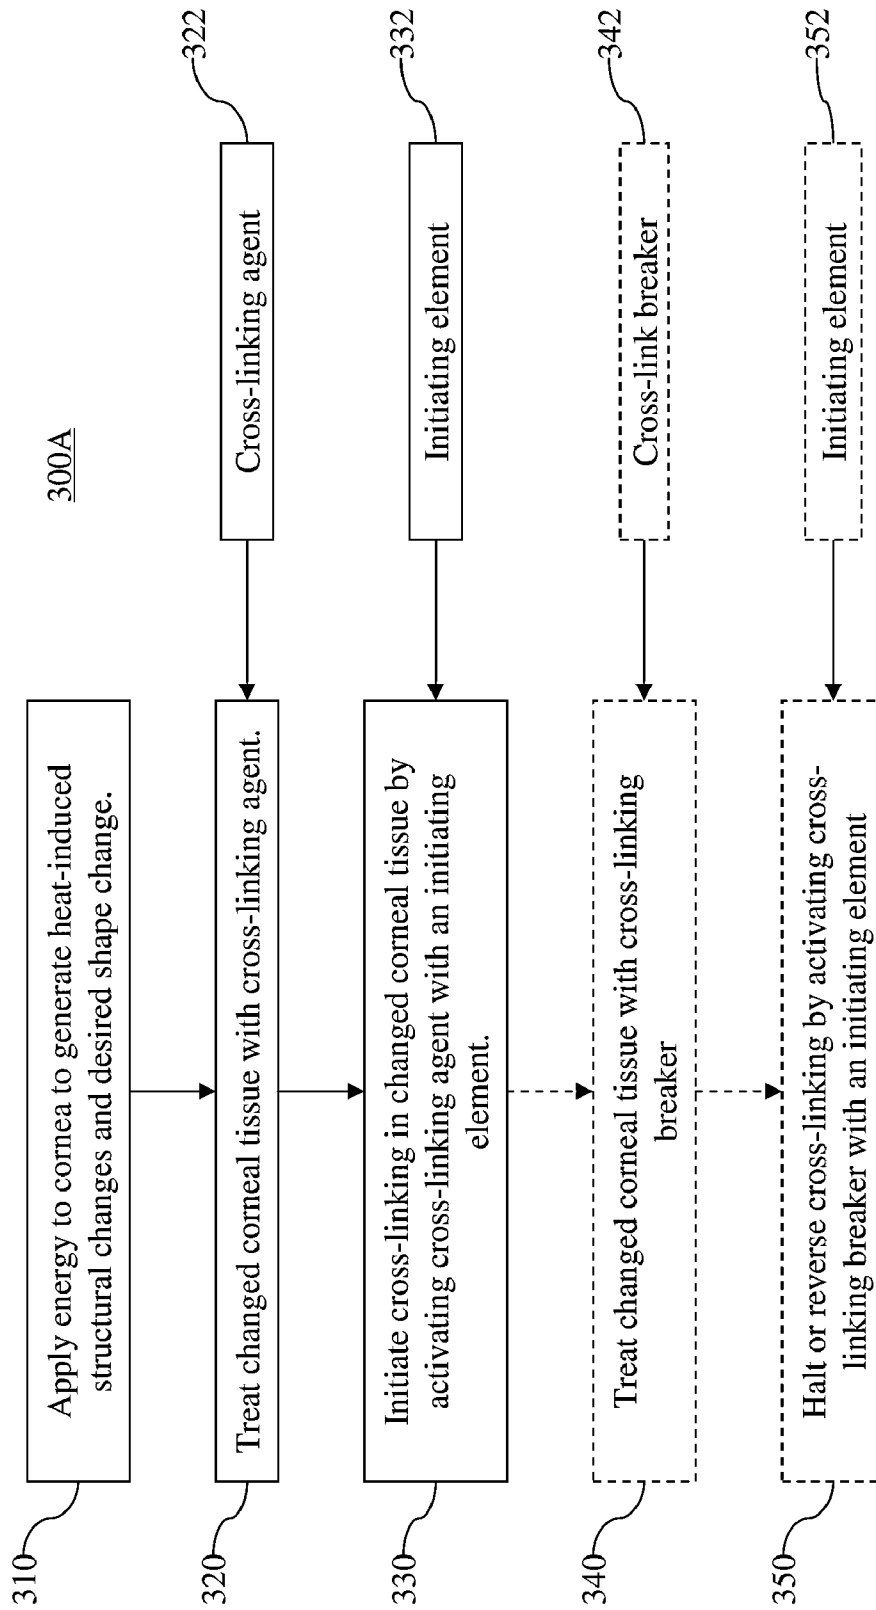 300A
310
Apply energy to cornea to generate heat-induced
structural changes and desired shape change.
320
Treat changed corneal tissue with cross-linking agent.
Cross-linking agent
322
330
Initiate cross-linking in changed corneal tissue by
activating cross-linking agent with an initiating
element.
Initiating element
332
340
Treat changed corneal tissue with cross-linking
breaker
Cross-link breaker
342
350
Halt or reverse cross-linking by activating cross-
linking breaker with an initiating element
Initiating element
352